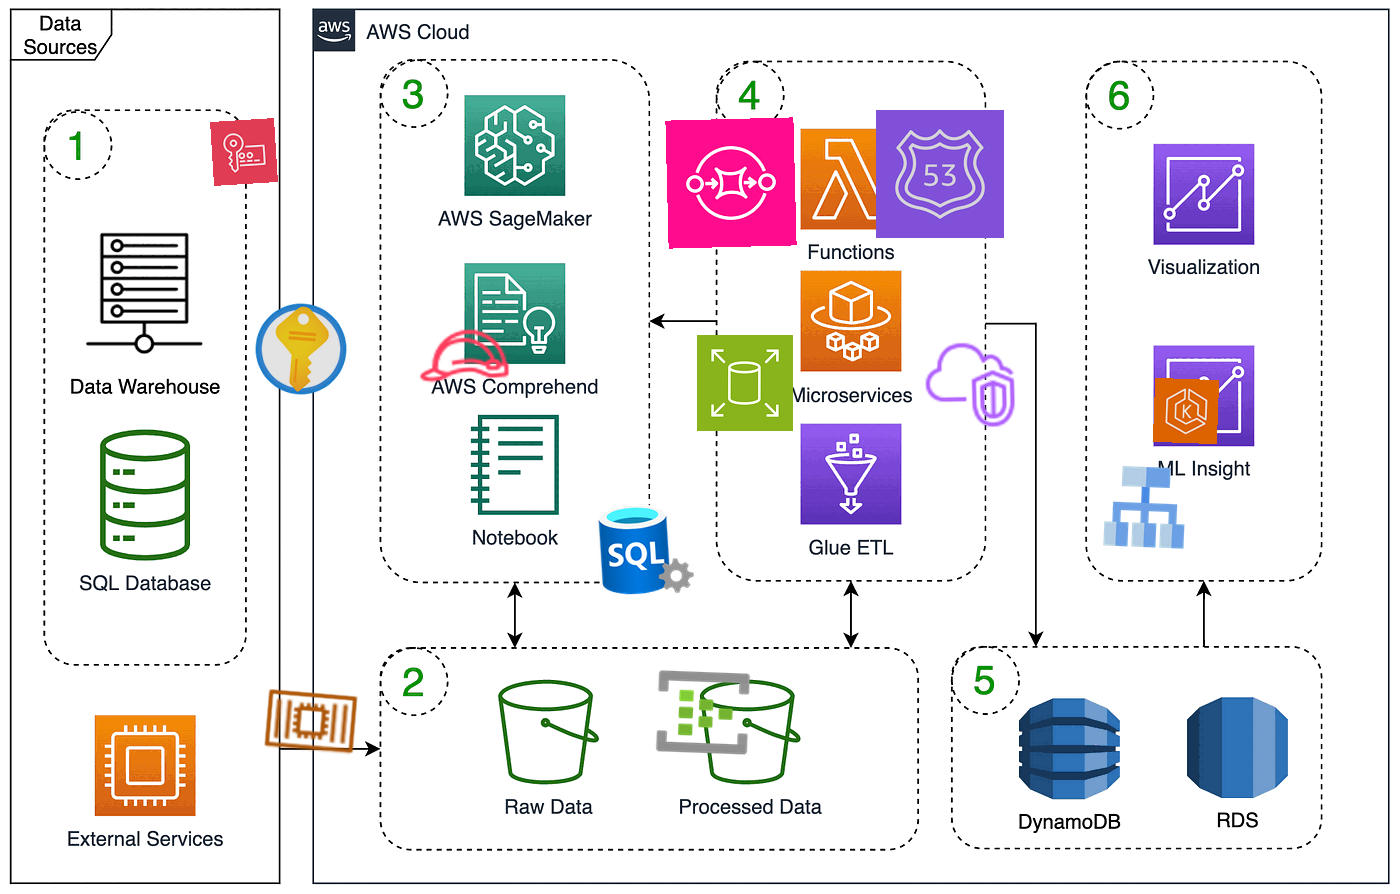 Data
Sources
aws
AWS Cloud
1
Data Warehouse
SQL Database
External Services
3
AWS SageMaker
AWS Comprehend
Notebook
SQL
4
53
Functions
Microservices
Glue ETL
6
Visualization
K
ML Insight
2
Raw Data
Processed Data
5
DynamoDB
RDS